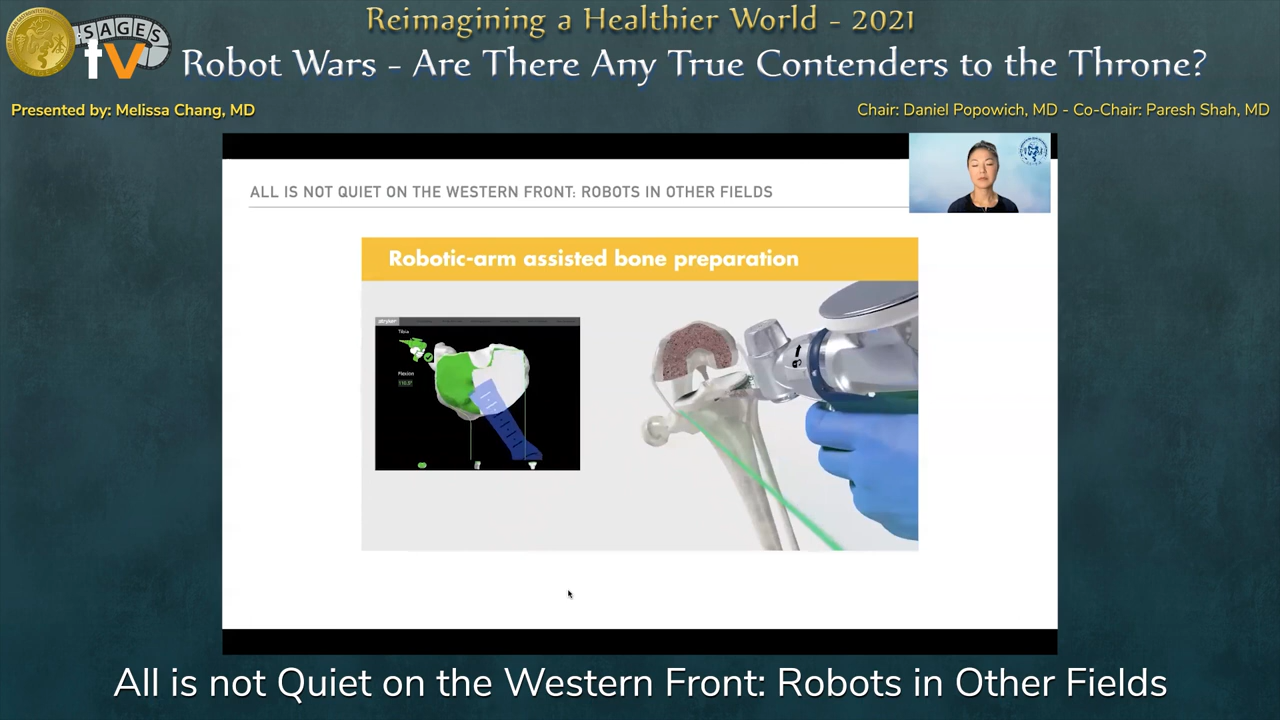 SAGES
tv
Reimagining a Healthier World - 2021
Robot Wars - Are There Any True Contenders to the Throne?
Presented by: Melissa Chang, MD
Chair: Daniel Popowich, MD - Co-Chair: Paresh Shah, MD
ALL IS NOT QUIET ON THE WESTERN FRONT: ROBOTS IN OTHER FIELDS
Robotic-arm assisted bone preparation
stryker
Tibia
Flexion
All is not Quiet on the Western Front: Robots in Other Fields